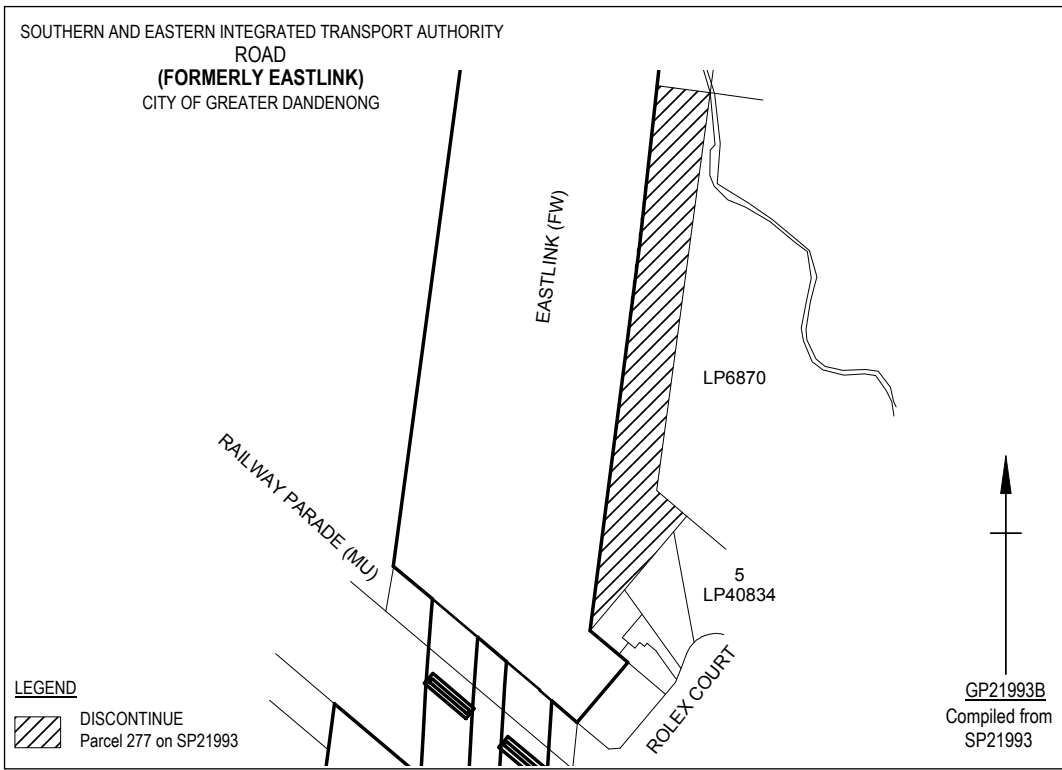 SOUTHERN AND EASTERN INTEGRATED TRANSPORT AUTHORITY
ROAD
(FORMERLY EASTLINK)
CITY OF GREATER DANDENONG
EASTLINK (FW)
LP6870
RAILWAY PARADE (MU)
5
LP40834
ROLEX COURT
LEGEND
DISCONTINUE
Parcel 277 on SP21993
GP21993B
Compiled from
SP21993